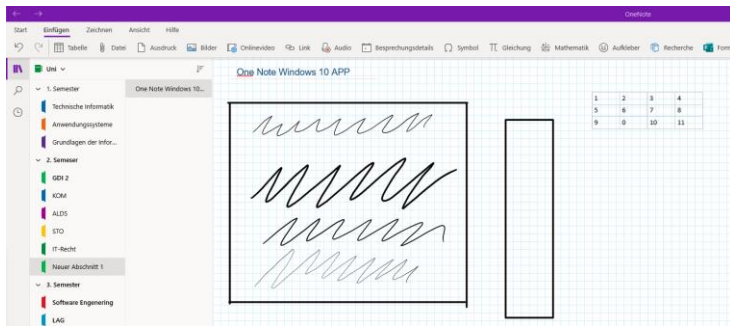 OneNote
Start Einfügen Zeichnen Ansicht Hilfe
Tabelle Datei Ausdruck Bilder Onlinevideo Link Audio Besprechungsdetails Symbol Gleichung Mathematik Aufkleber Recherche
Uni
One Note Windows 10 APP
1. Semester
One Note Windows 10...
Technische Informatik
1 2 3 4
Anwendungssysteme
5 6 7 8
Grundlagen der Infor...
9 0 10 11
2. Semeser
GDI 2
KOM
ALDS
STO
IT-Recht
Neuer Abschnitt 1
3. Semester
Software Engenering
LAG